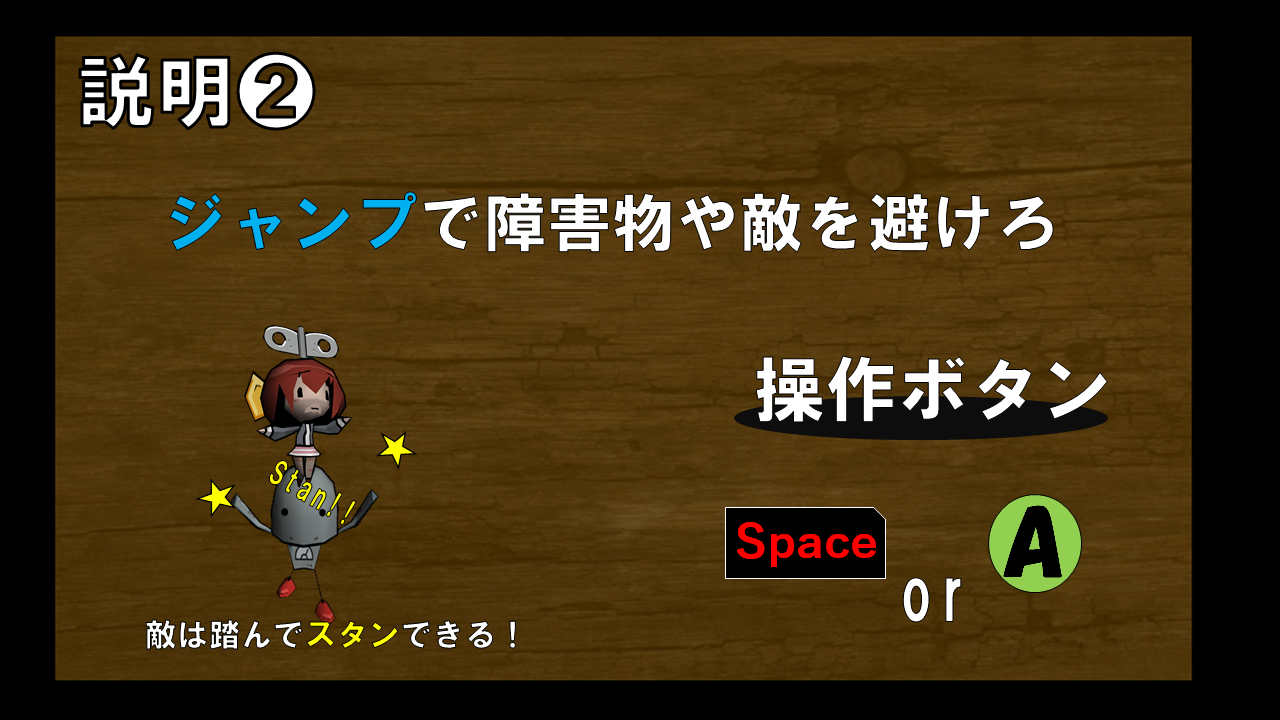 説明❷
ジャンプで障害物や敵を避けろ
操作ボタン
Stan!!
Space
or
A
敵は踏んでスタンできる！